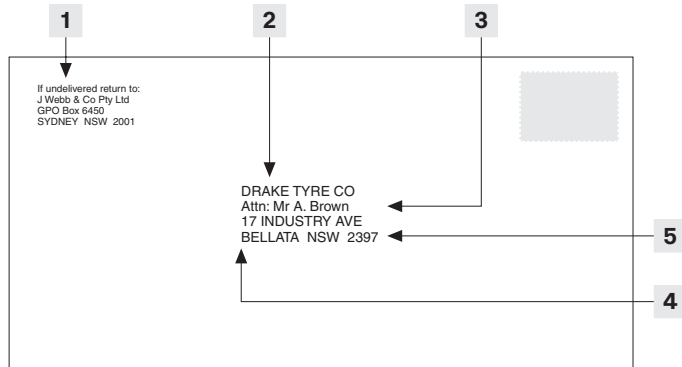 1 2 3
If undelivered return to:
J Webb & Co Pty Ltd
GPO Box 6450
SYDNEY NSW 2001
DRAKE TYRE CO
Attn: Mr A. Brown
17 INDUSTRY AVE
BELLATA NSW 2397
5
4